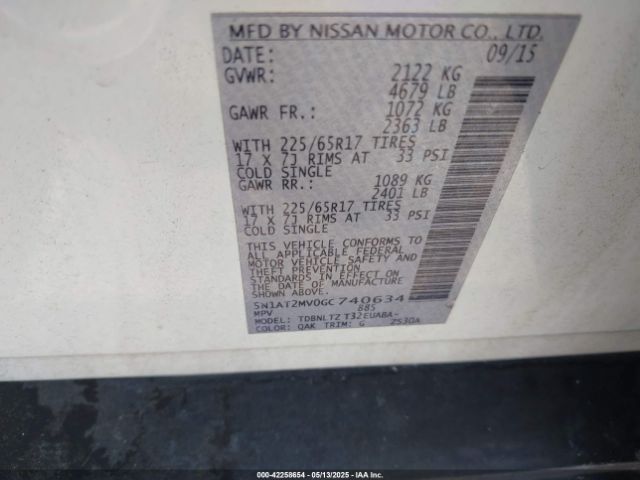 MFD BY NISSAN MOTOR CO., LTD.
DATE: 09/15
GVWR: 2122 KG
4679 LB
GAWR FR.: 1072 KG
2363 LB
WITH 225/65R17 TIRES
17 X 7J RIMS AT 33 PSI
COLD SINGLE
GAWR RR.: 1089 KG
2401 LB
WITH 225/65R17 TIRES
17 X 7J RIMS AT 33 PSI
COLD SINGLE
THIS VEHICLE CONFORMS TO
ALL APPLICABLE FEDERAL
MOTOR VEHICLE SAFETY AND
THEFT PREVENTION
STANDARDS IN EFFECT ON
THE DATE OF MANUFACTURE
5N1AT2MV0GC740634
MPV 885
MODEL: TDBNLTZ T32EUABA-
COLOR: QAK TRIM: G 2530A
000-42258654 - 05/13/2025 - IAA Inc.